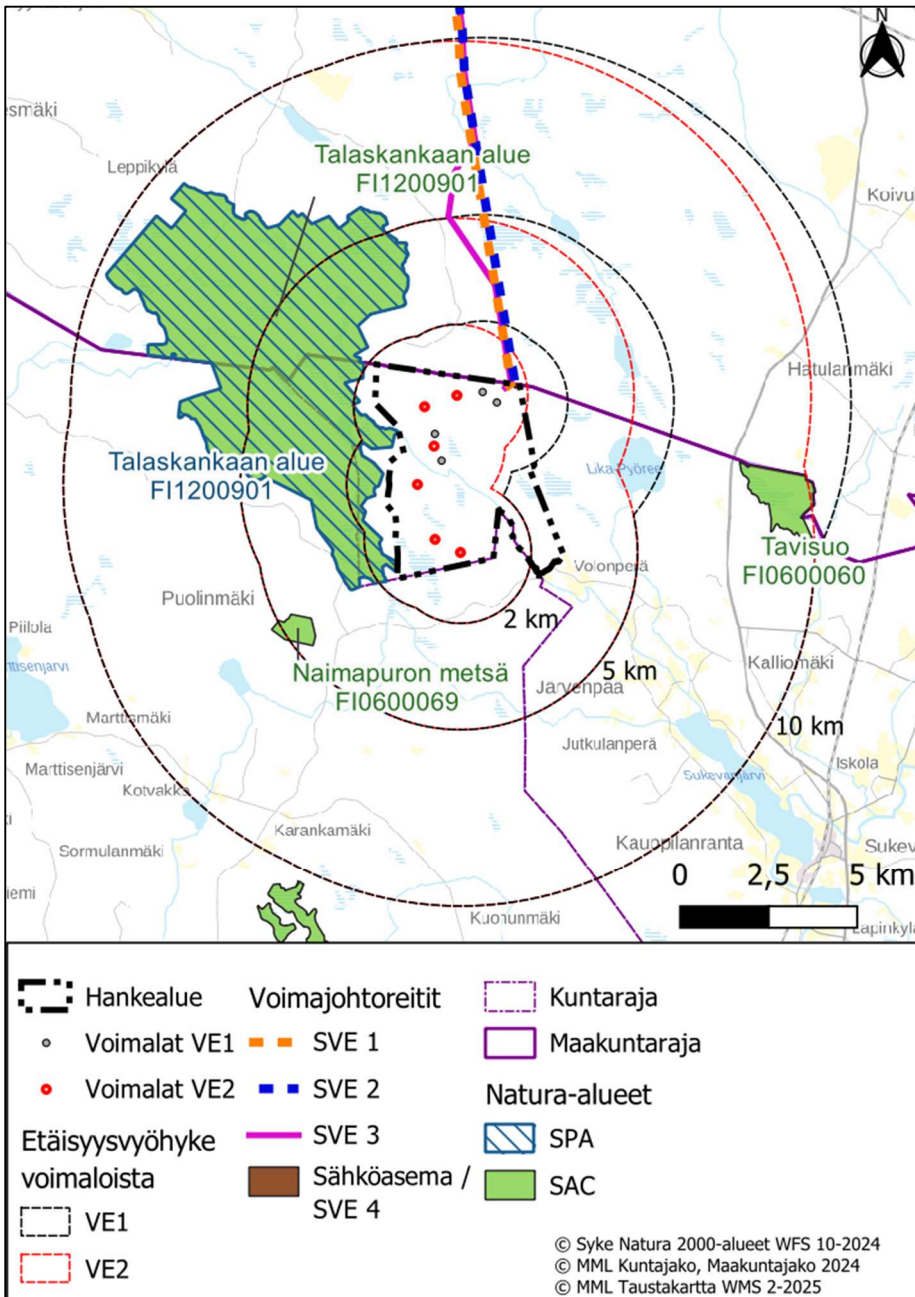 N
esmäki
Leppikylä
Talaskankaan alue
FI1200901
Koivu
Hatulanmäki
Talaskankaan alue
FI1200901
Lika-Pyöree
Tavisuo
FI0600060
Volonperä
Puolinmäki
2 km
Piilola
Kalliomäki
Naimapuron metsä
FI0600069
5 km
Järvenpää
Marttismäki
10 km
Jutkulanperä
Iskola
Marttisenjärvi
Sukevanjärvi
Kotvakka
Karankamäki
Kauppilanranta
Sukev
Sormulanmäki
0 2,5 5 km
iemi
Lapinkylä
Hankealue
Voimalat VE1
Voimalat VE2
Etäisyysvyöhyke
voimaloista
VE1
VE2
Voimajohtoreitit
SVE 1
SVE 2
SVE 3
Sähköasema /
SVE 4
Kuntaraja
Maakuntaraja
Natura-alueet
SPA
SAC
© Syke Natura 2000-alueet WFS 10-2024
© MML Kuntajako, Maakuntajako 2024
© MML Taustakartta WMS 2-2025